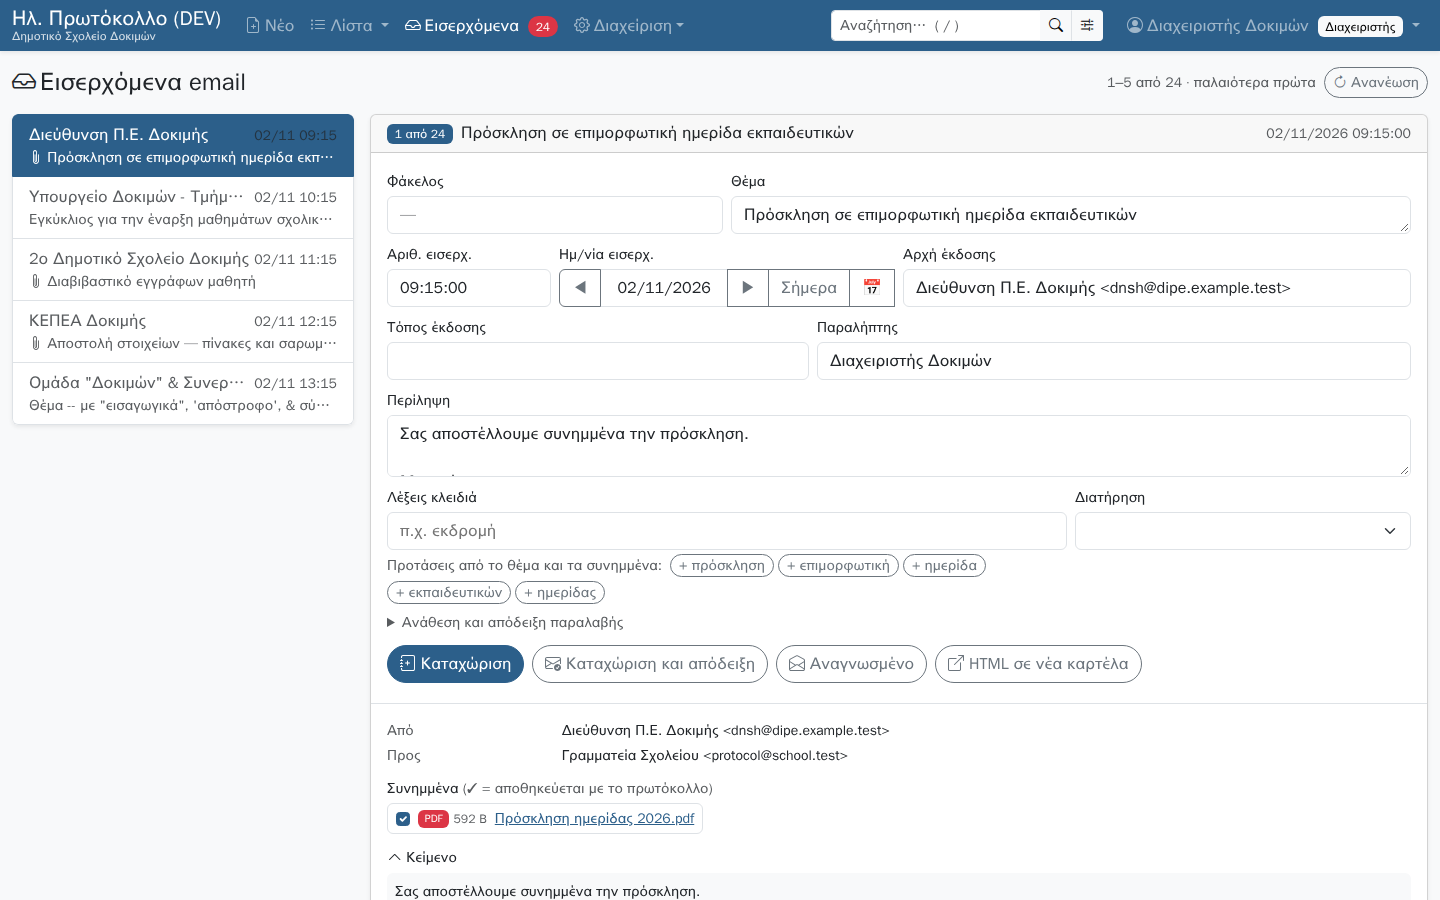 Ηλ. Πρωτόκολλο (DEV)
Δημοτικό Σχολείο Δοκιμών
Νέο
Λίστα
Εισερχόμενα 24
Διαχείριση
Αναζήτηση… ( / )
Διαχειριστής Δοκιμών Διαχειριστής
Εισερχόμενα email
1–5 από 24 · παλαιότερα πρώτα
Ανανέωση
Διεύθυνση Π.Ε. Δοκιμής 02/11 09:15
Πρόσκληση σε επιμορφωτική ημερίδα εκπ…
Υπουργείο Δοκιμών - Τμήμ… 02/11 10:15
Εγκύκλιος για την έναρξη μαθημάτων σχολικ…
2ο Δημοτικό Σχολείο Δοκιμής 02/11 11:15
Διαβιβαστικό εγγράφων μαθητή
ΚΕΠΕΑ Δοκιμής 02/11 12:15
Αποστολή στοιχείων — πίνακες και σαρωμ…
Ομάδα "Δοκιμών" & Συνερ… 02/11 13:15
Θέμα -- με "εισαγωγικά", 'απόστροφο', & σύ…
1 από 24 Πρόσκληση σε επιμορφωτική ημερίδα εκπαιδευτικών 02/11/2026 09:15:00
Φάκελος Θέμα
— Πρόσκληση σε επιμορφωτική ημερίδα εκπαιδευτικών
Αριθ. εισερχ. Ημ/νία εισερχ. Αρχή έκδοσης
09:15:00 02/11/2026 Σήμερα Διεύθυνση Π.Ε. Δοκιμής <dnsh@dipe.example.test>
Τόπος έκδοσης Παραλήπτης
Διαχειριστής Δοκιμών
Περίληψη
Σας αποστέλλουμε συνημμένα την πρόσκληση.
Λέξεις κλειδιά Διατήρηση
π.χ. εκδρομή
Προτάσεις από το θέμα και τα συνημμένα: + πρόσκληση + επιμορφωτική + ημερίδα
+ εκπαιδευτικών + ημερίδας
▶ Ανάθεση και απόδειξη παραλαβής
Καταχώριση
Καταχώριση και απόδειξη
Αναγνωσμένο
HTML σε νέα καρτέλα
Από Διεύθυνση Π.Ε. Δοκιμής <dnsh@dipe.example.test>
Προς Γραμματεία Σχολείου <protocol@school.test>
Συνημμένα (✓ = αποθηκεύεται με το πρωτόκολλο)
PDF 592 B Πρόσκληση ημερίδας 2026.pdf
Κείμενο
Σας αποστέλλουμε συνημμένα την πρόσκληση.